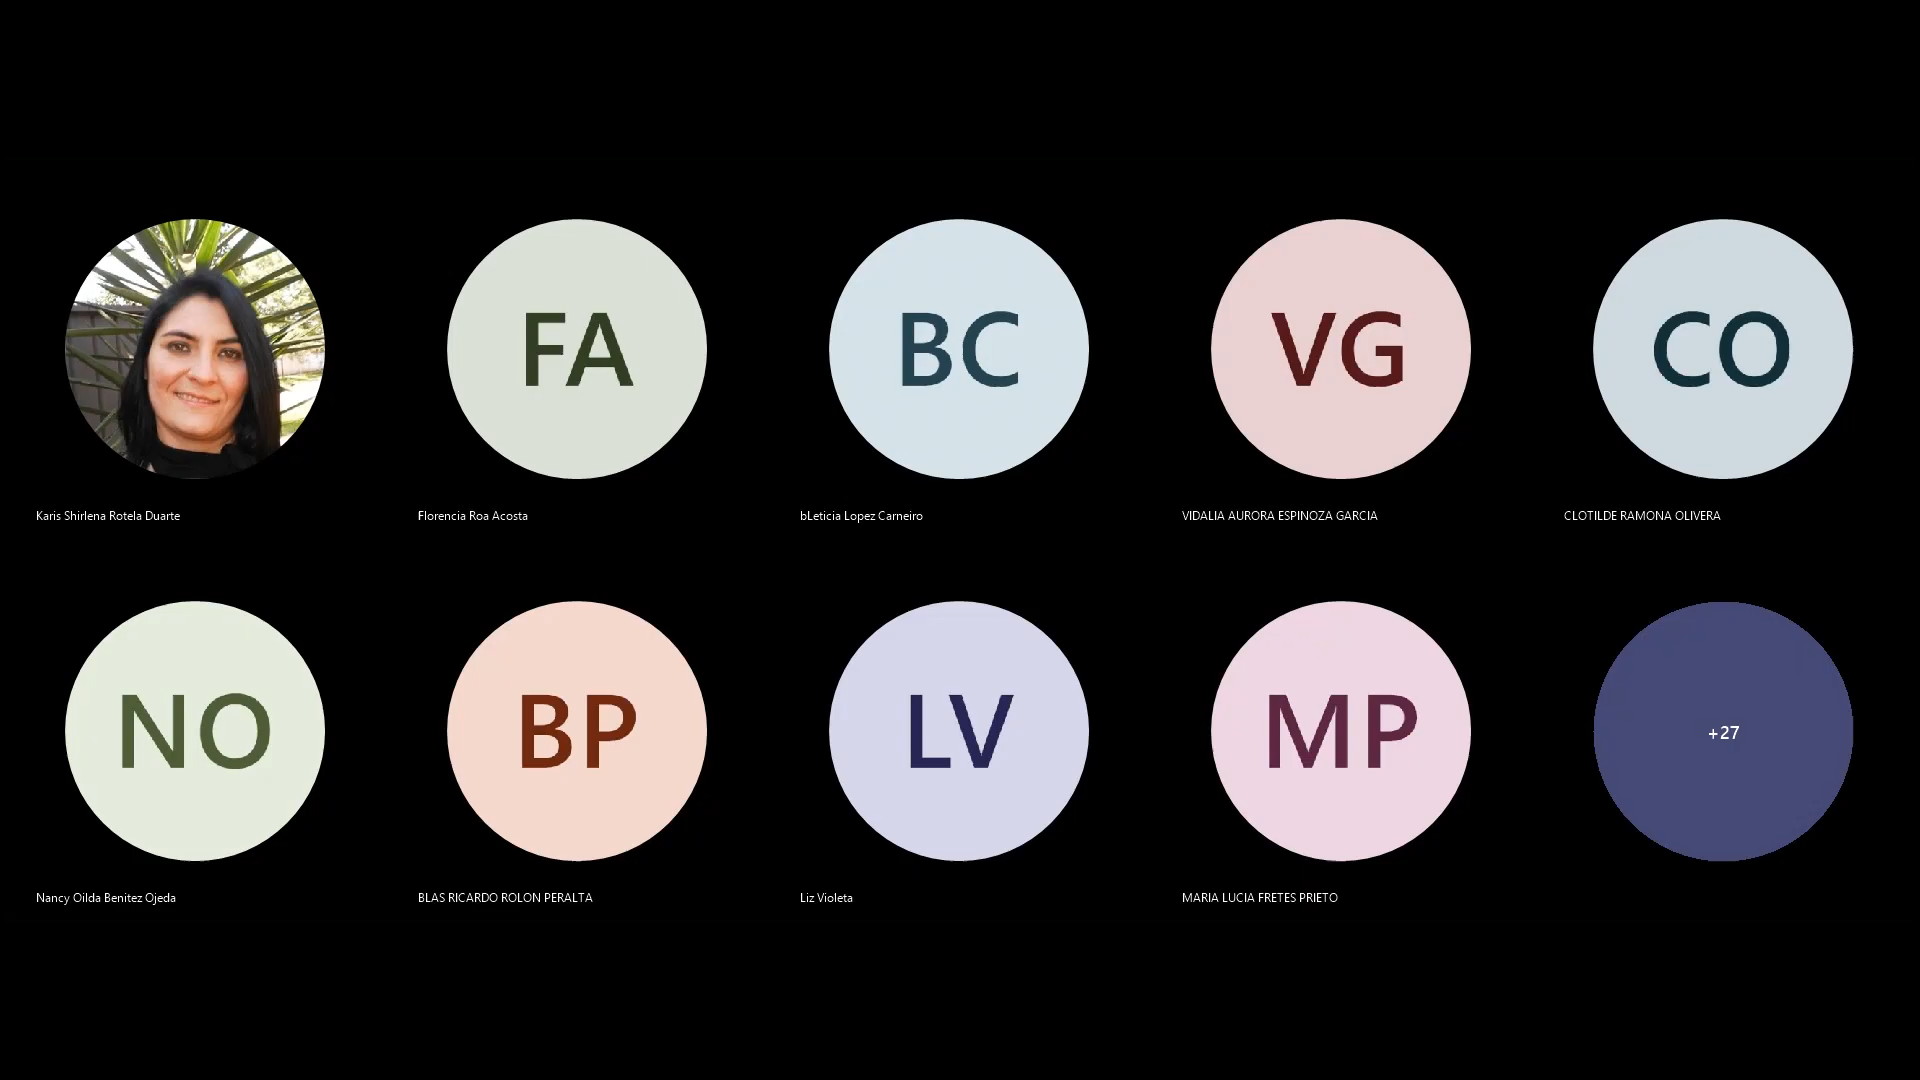 FA
BC
VG
CO
Karis Shirlena Rotela Duarte
Florencia Roa Acosta
bLeticia Lopez Carneiro
VIDALIA AURORA ESPINOZA GARCIA
CLOTILDE RAMONA OLIVERA
NO
BP
LV
MP
+27
Nancy Oilda Benitez Ojeda
BLAS RICARDO ROLON PERALTA
Liz Violeta
MARIA LUCIA FRETES PRIETO